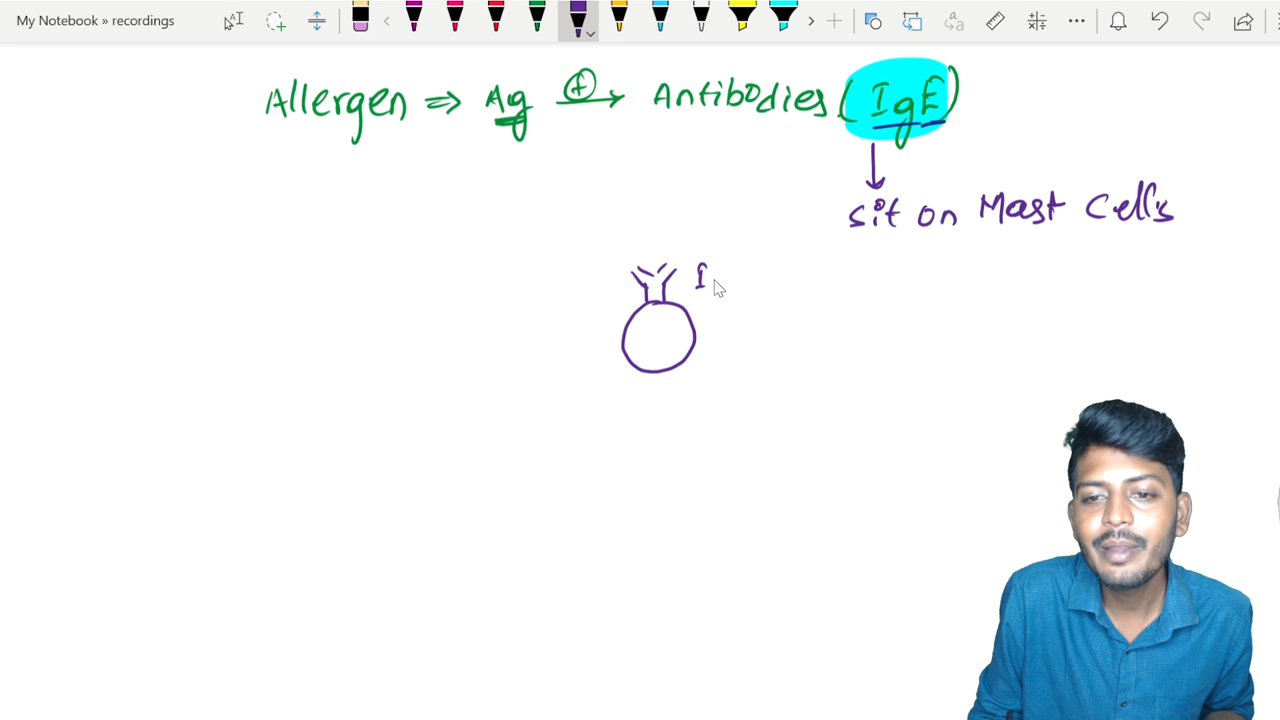 My Notebook » recordings
Allergen ⇒ Ag ⊕→ Antibodies (IgE)
↓
sit on Mast Cells
I